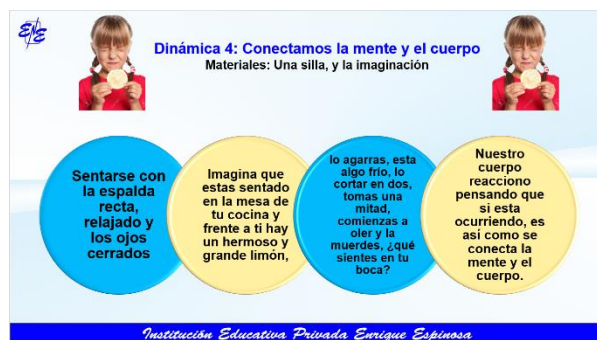 ENE
Dinámica 4: Conectamos la mente y el cuerpo
Materiales: Una silla, y la imaginación
Sentarse con
la espalda
recta,
relajado y
los ojos
cerrados
Imagina que
estas sentado
en la mesa de
tu cocina y
frente a ti hay
un hermoso y
grande limón,
lo agarras, esta
algo frío, lo
cortar en dos,
tomas una
mitad,
comienzas a
oler y la
muerdes, ¿qué
sientes en tu
boca?
Nuestro
cuerpo
reacciono
pensando que
si esta
ocurriendo, es
así como se
conecta la
mente y el
cuerpo.
Institución Educativa Privada Enrique Espinosa